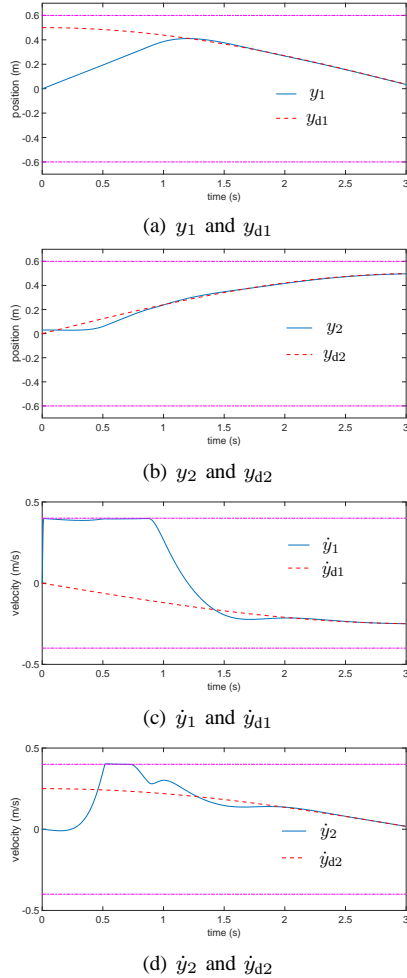 0.6
0.4
0.2
0
-0.2
0.4
-0.6
position (m)
y1
yd1
0 0.5 1 1.5 2 2.5 3
time (s)
(a) y1 and yd1
0.6
0.4
0.2
0
-0.2
-0.4
-0.6
position (m)
y2
yd2
0 0.5 1 1.5 2 2.5 3
time (s)
(b) y2 and yd2
0.5
0
-0.5
velocity (m/s)
ẏ1
ẏd1
0 0.5 1 1.5 2 2.5 3
time (s)
(c) ẏ1 and ẏd1
0.5
0
-0.5
velocity (m/s)
ẏ2
ẏd2
0 0.5 1 1.5 2 2.5 3
time (s)
(d) ẏ2 and ẏd2